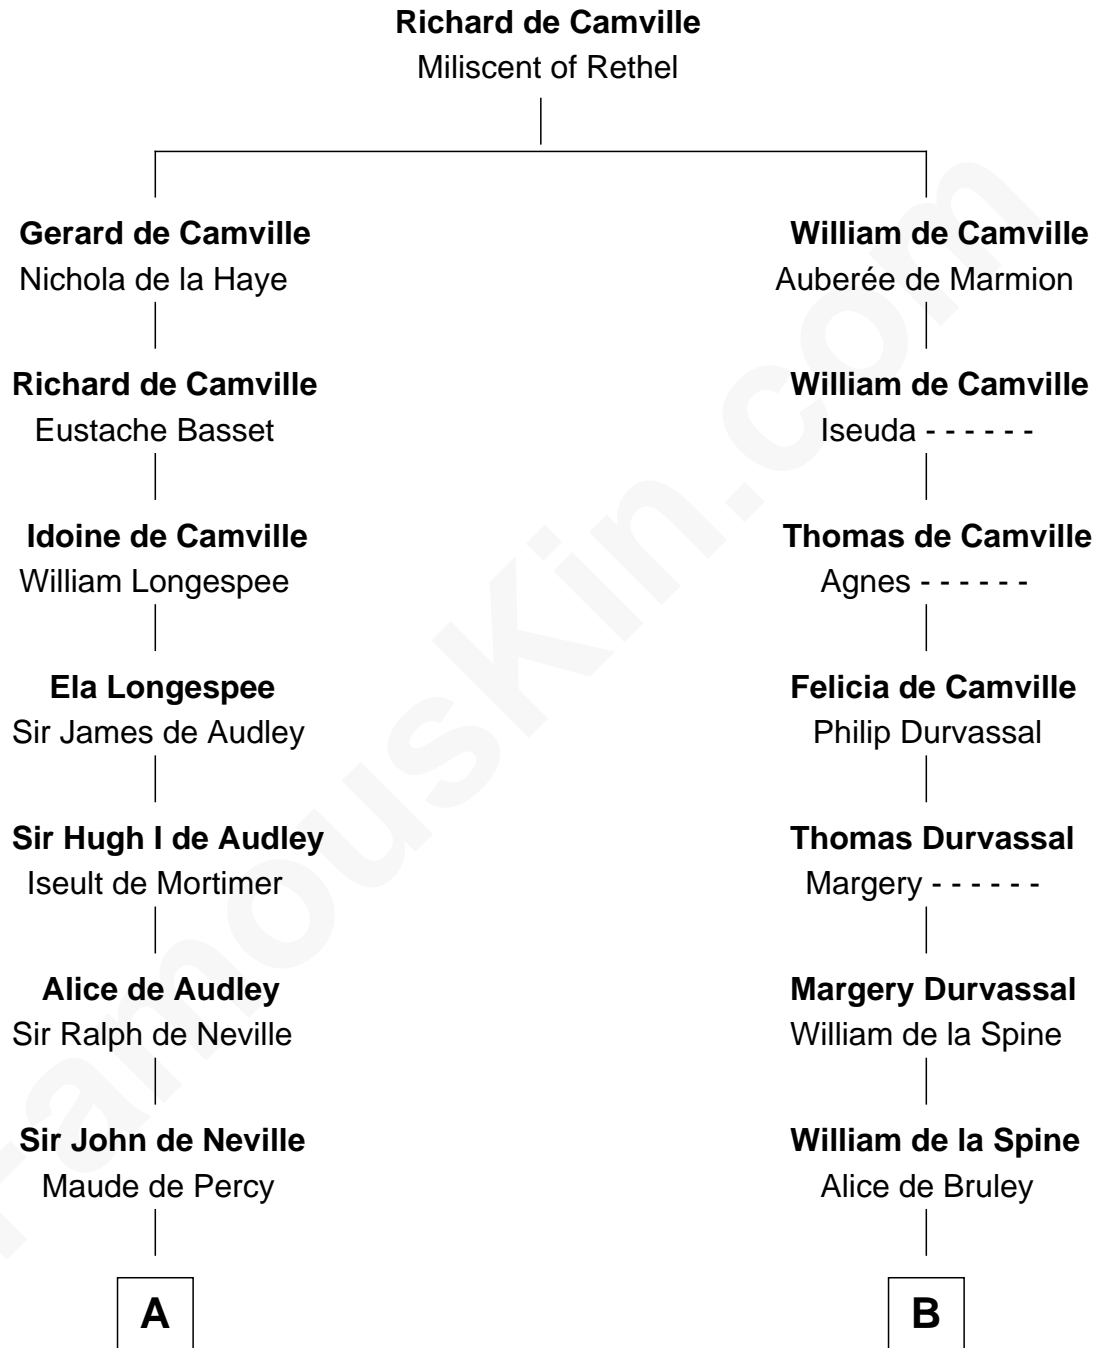 Richard de Camville
Miliscent of Rethel
Gerard de Camville
Nichola de la Haye
William de Camville
Auberée de Marmion
Richard de Camville
Eustache Basset
William de Camville
Iseuda - - - - - -
Idoine de Camville
William Longespee
Thomas de Camville
Agnes - - - - - -
Ela Longespee
Sir James de Audley
Felicia de Camville
Philip Durvassal
Sir Hugh I de Audley
Iseult de Mortimer
Thomas Durvassal
Margery - - - - - -
Alice de Audley
Sir Ralph de Neville
Margery Durvassal
William de la Spine
Sir John de Neville
Maude de Percy
William de la Spine
Alice de Bruley
A
B
FamousKin.com